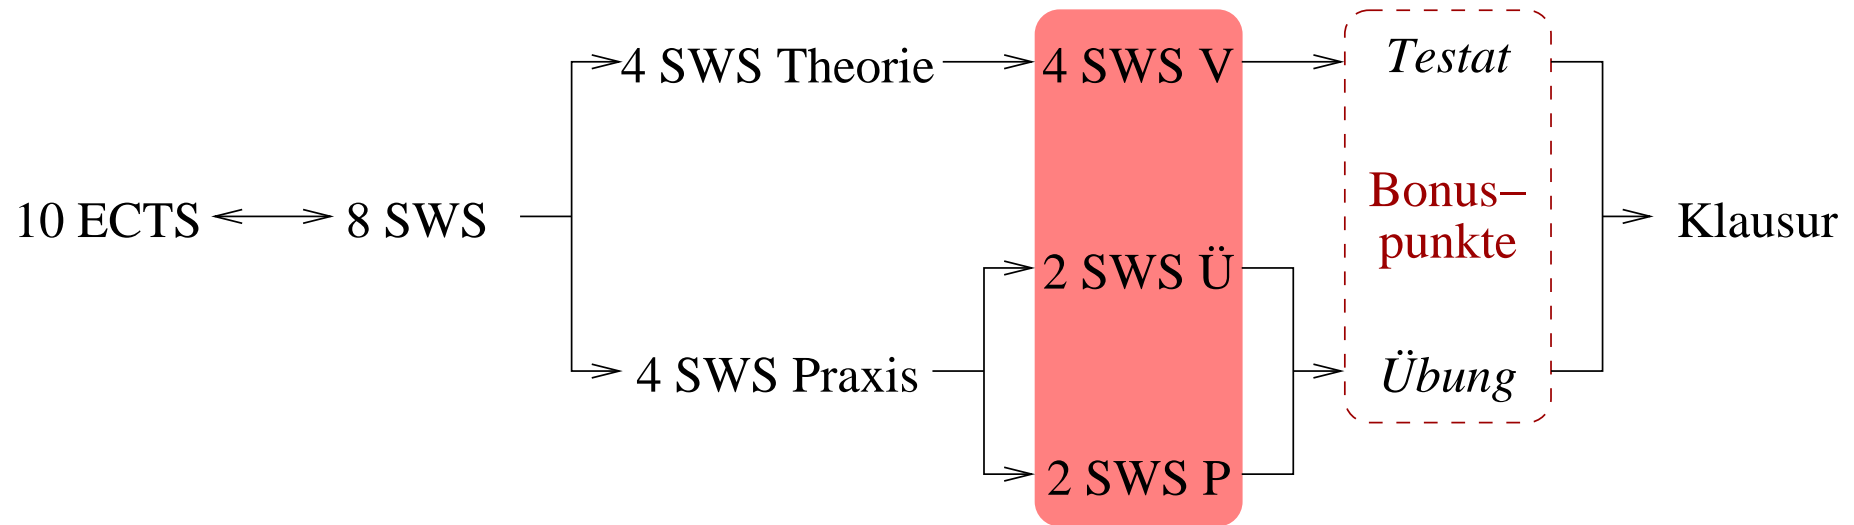 10 ECTS
8 SWS
4 SWS Theorie
4 SWS Praxis
4 SWS V
2 SWS Ü
2 SWS P
Testat
Bonus–
punkte
Übung
Klausur